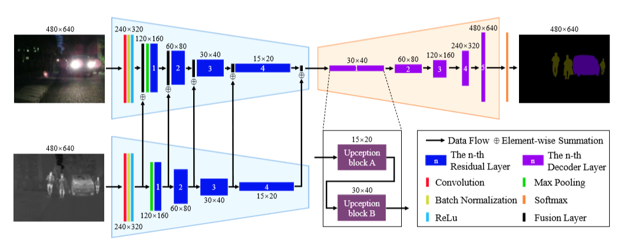 480×640
240×320
120×160
60×80
30×40
15×20
1
2
3
4
30×40
60×80
120×160
240×320
480×640
1
2
3
4
480×640
480×640
240×320
120×160
60×80
30×40
15×20
1
2
3
4
15×20
Upception
block A
30×40
Upception
block B
Data Flow ⊕ Element-wise Summation
n The n-th
Residual Layer
n The n-th
Decoder Layer
Convolution
Max Pooling
Batch Normalization
Softmax
ReLu
Fusion Layer